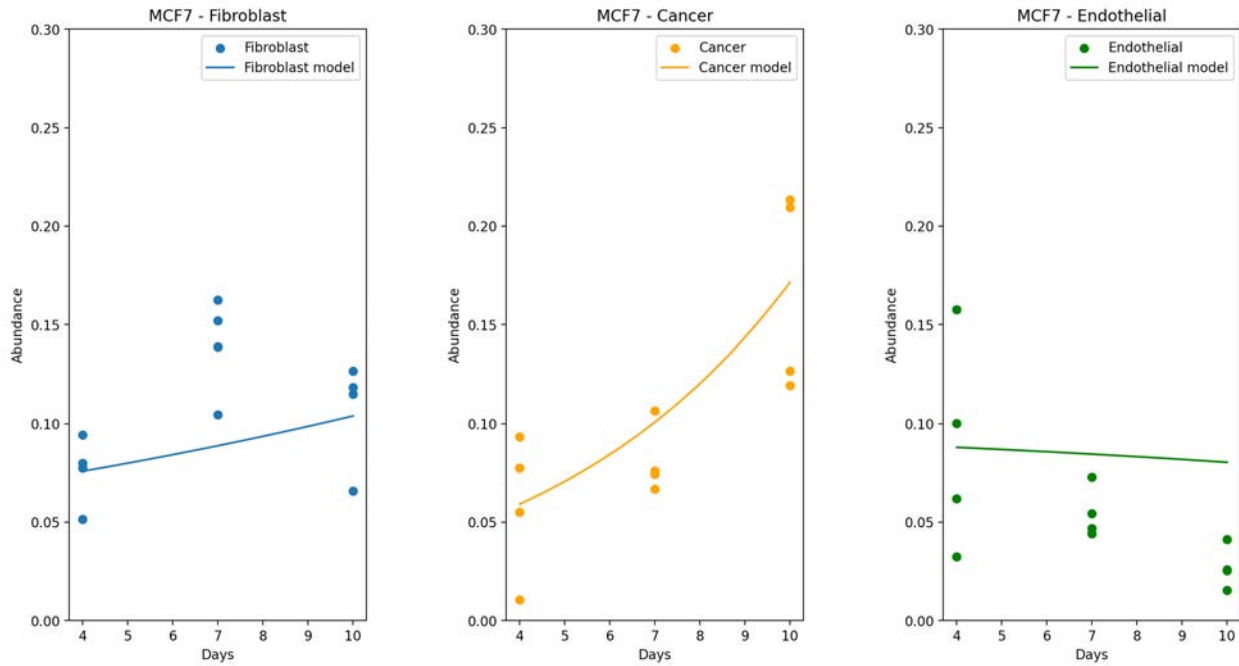 MCF7 - Fibroblast
Fibroblast
Fibroblast model
0.30
0.25
0.20
0.15
0.10
0.05
0.00
Abundance
4 5 6 7 8 9 10
Days
MCF7 - Cancer
Cancer
Cancer model
0.30
0.25
0.20
0.15
0.10
0.05
0.00
Abundance
4 5 6 7 8 9 10
Days
MCF7 - Endothelial
Endothelial
Endothelial model
0.30
0.25
0.20
0.15
0.10
0.05
0.00
Abundance
4 5 6 7 8 9 10
Days